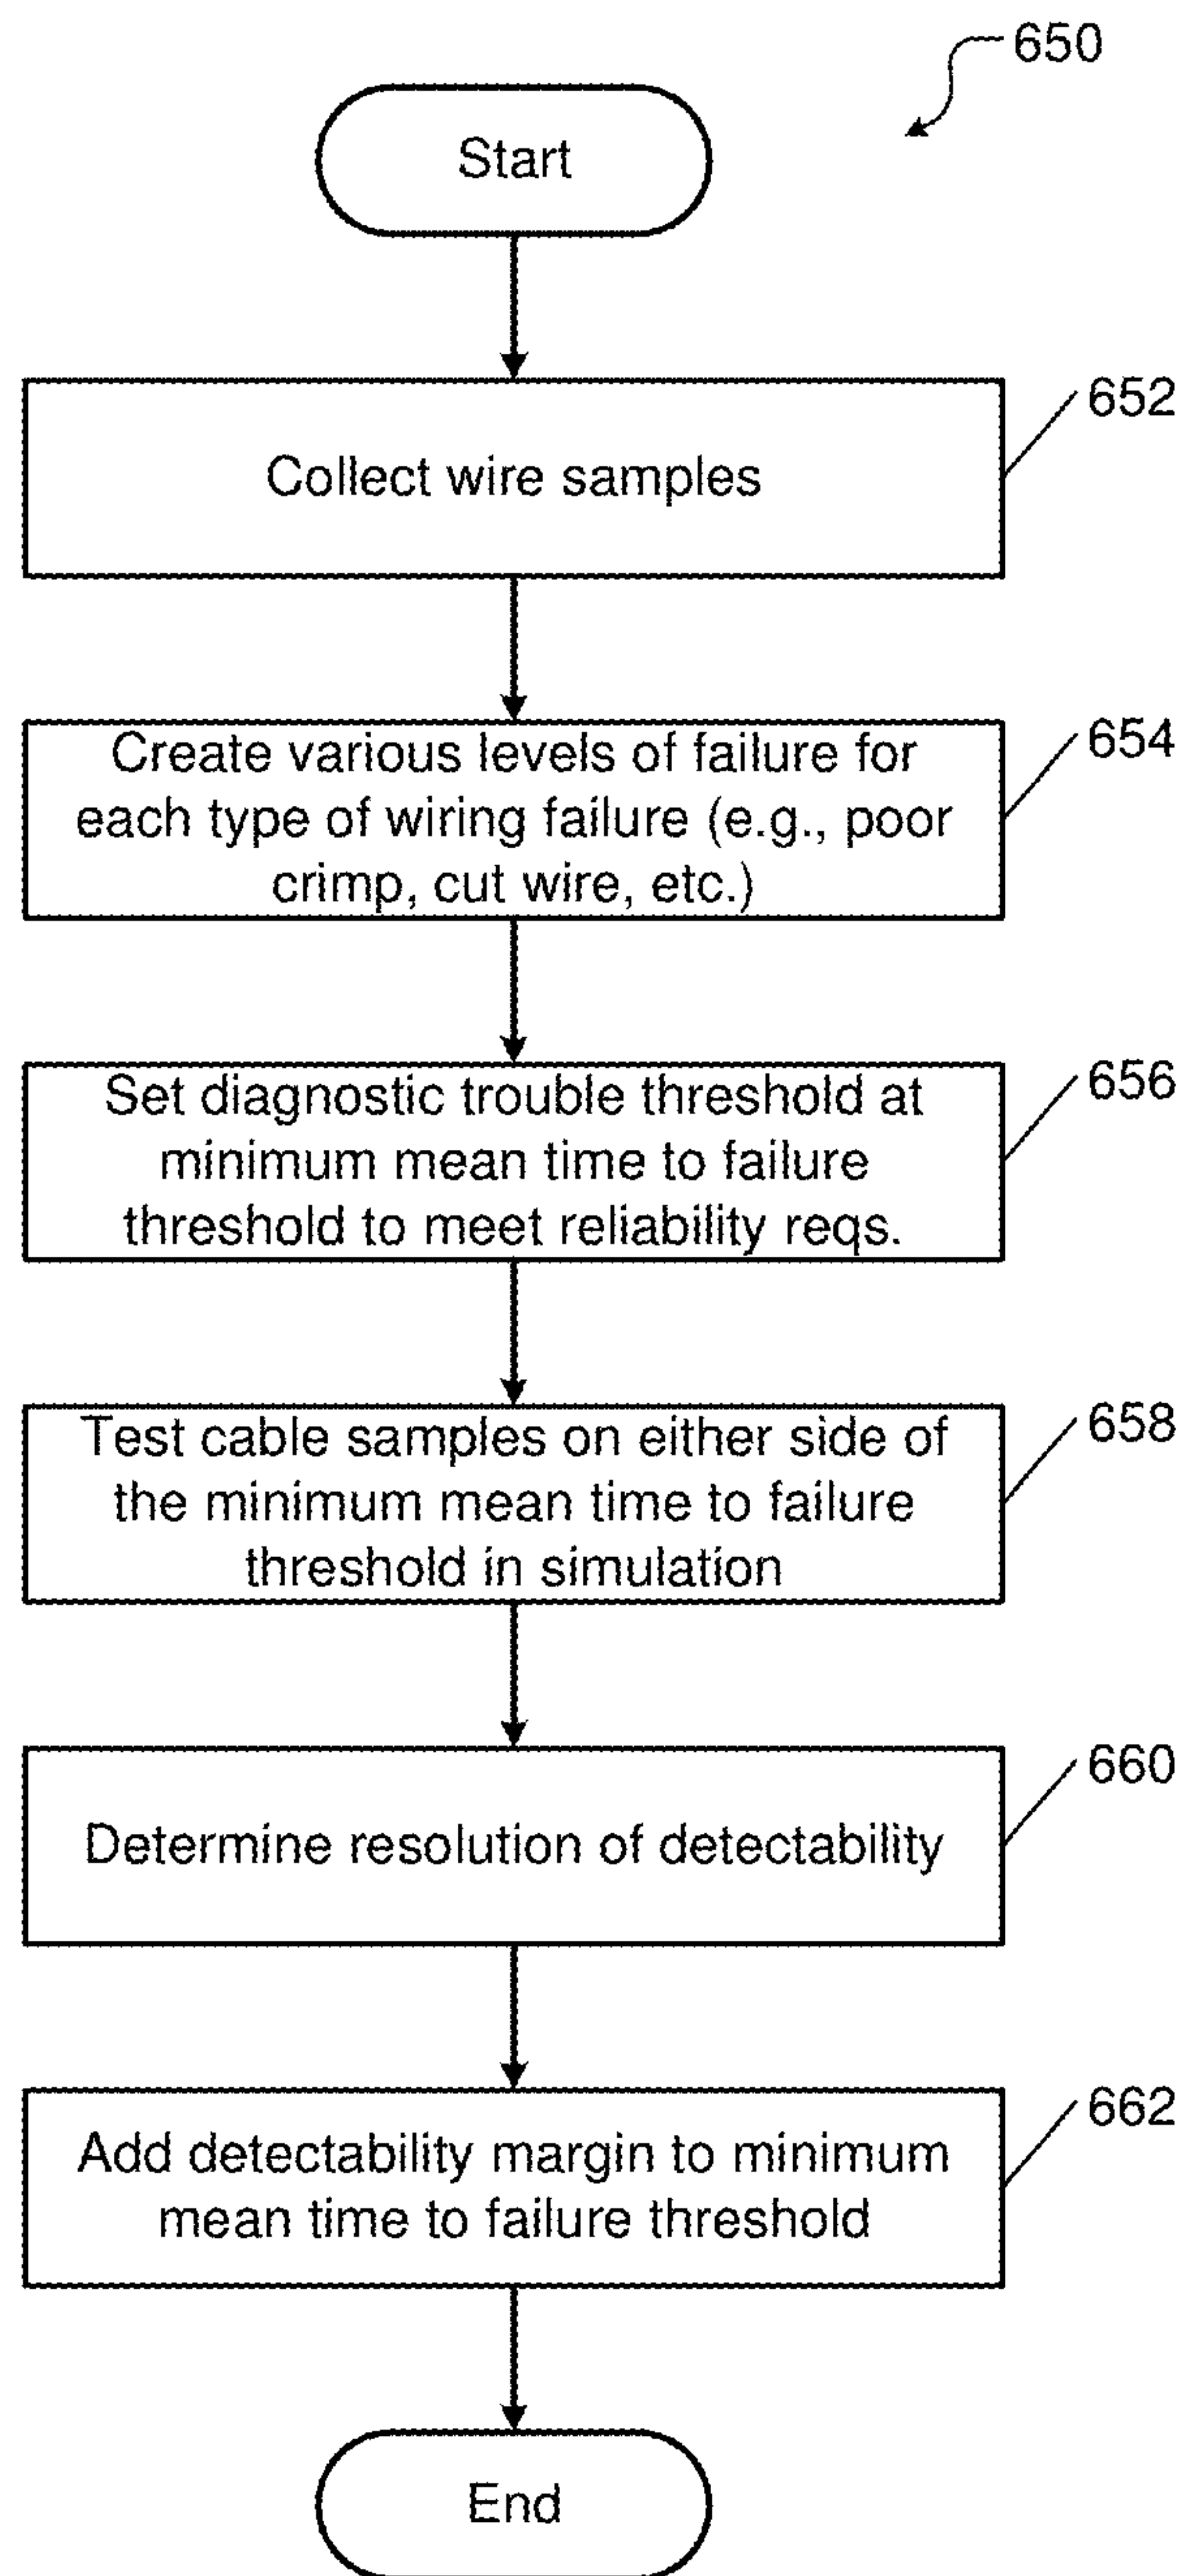 650
Start
652
Collect wire samples
654
Create various levels of failure for
each type of wiring failure (e.g., poor
crimp, cut wire, etc.)
656
Set diagnostic trouble threshold at
minimum mean time to failure
threshold to meet reliability reqs.
658
Test cable samples on either side of
the minimum mean time to failure
threshold in simulation
660
Determine resolution of detectability
662
Add detectability margin to minimum
mean time to failure threshold
End